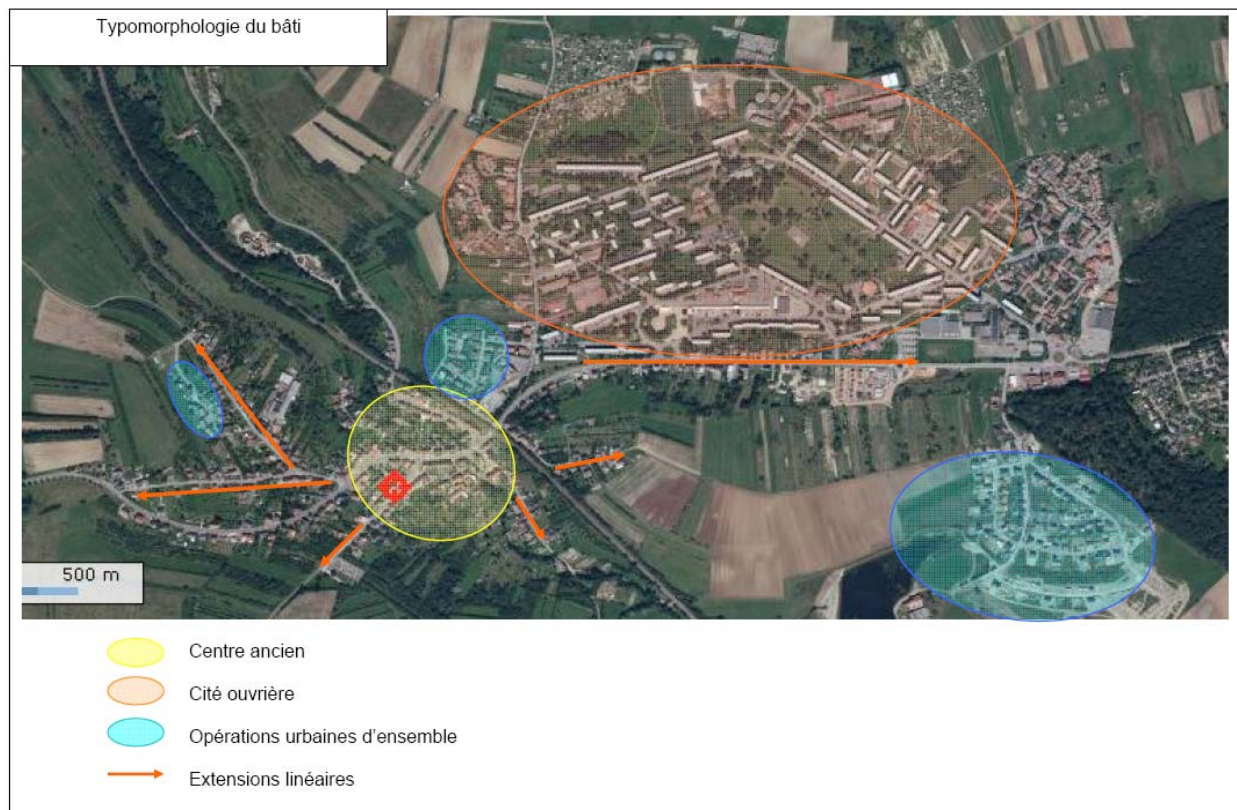 Typomorphologie du bâti
500 m
Centre ancien
Cité ouvrière
Opérations urbaines d'ensemble
Extensions linéaires